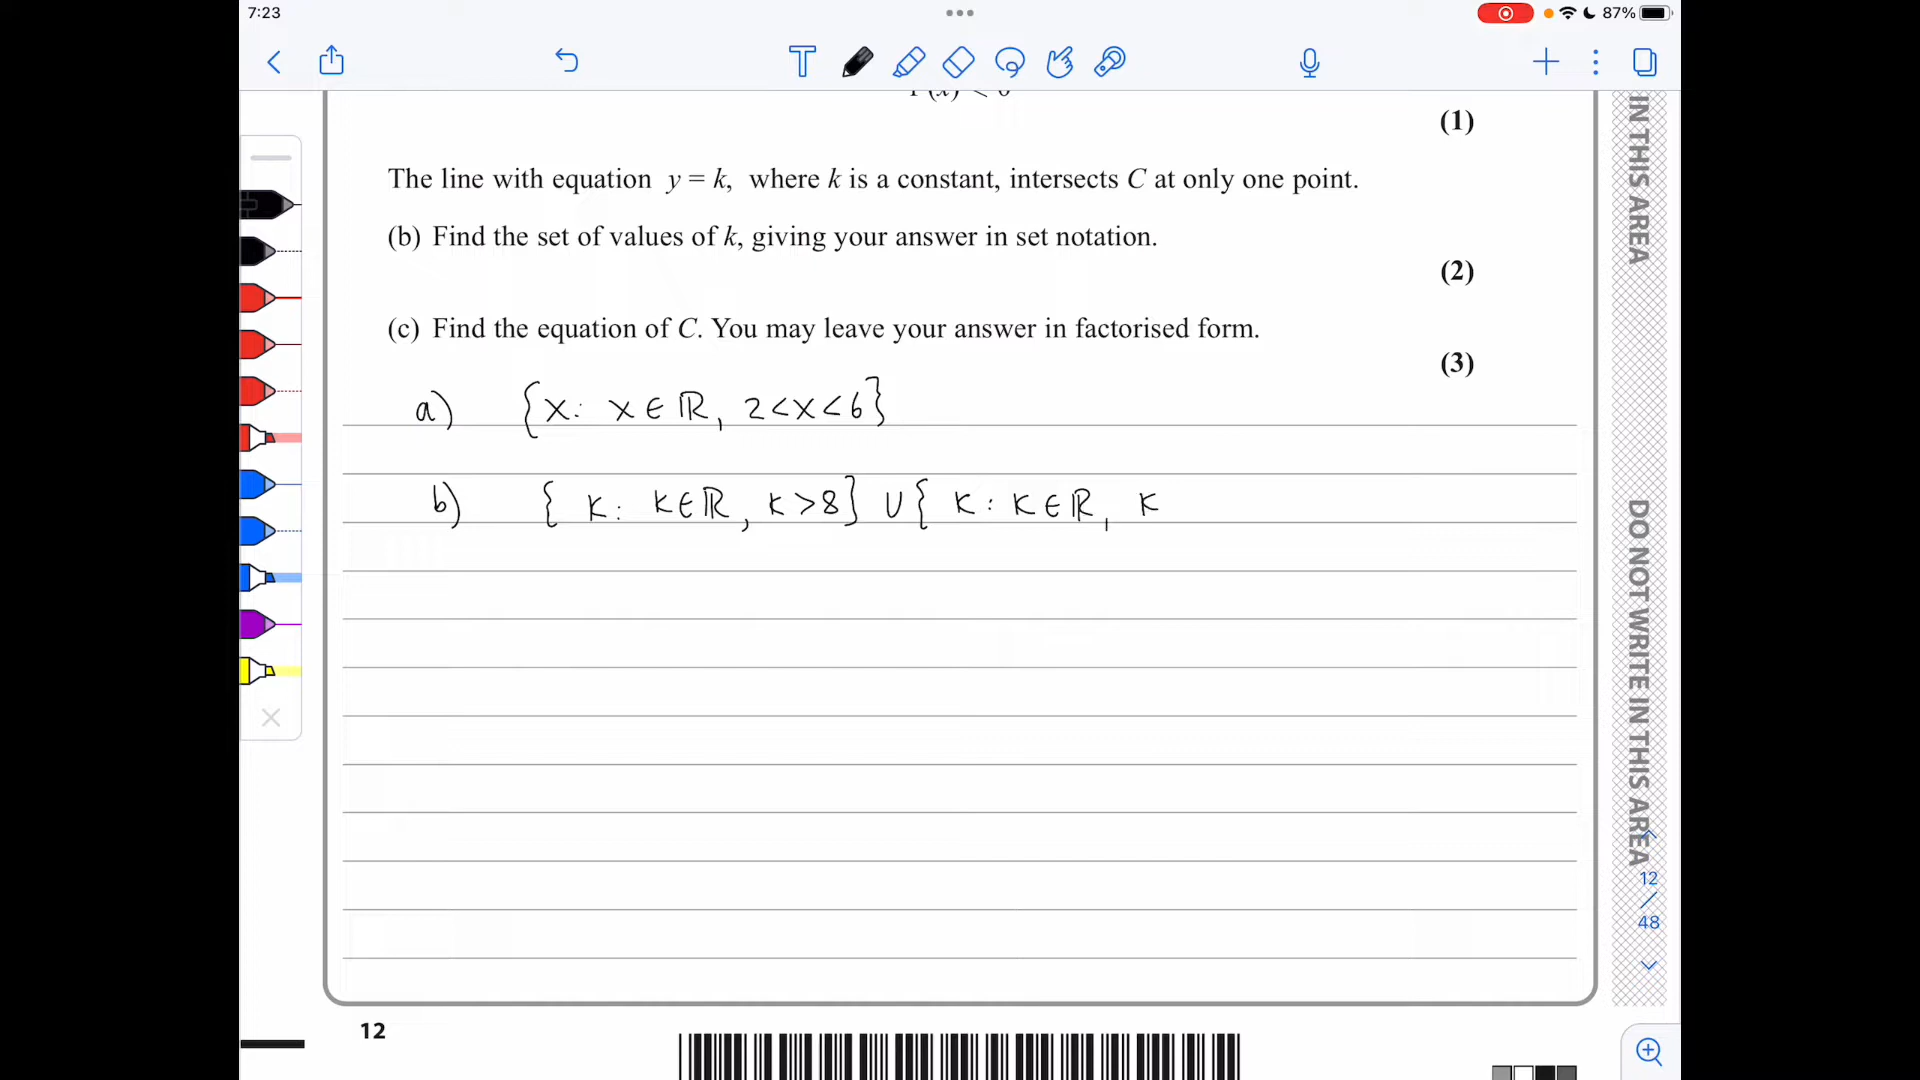 7:23
87%
(1)
The line with equation y = k, where k is a constant, intersects C at only one point.
(b) Find the set of values of k, giving your answer in set notation.
(2)
(c) Find the equation of C. You may leave your answer in factorised form.
(3)
a) {x: x ∈ ℝ, 2<x<6}
b) {k: k∈ℝ, k>8} ∪ {k: k∈ℝ, k
IN THIS AREA
DO NOT WRITE IN THIS AREA
12
/
48
12